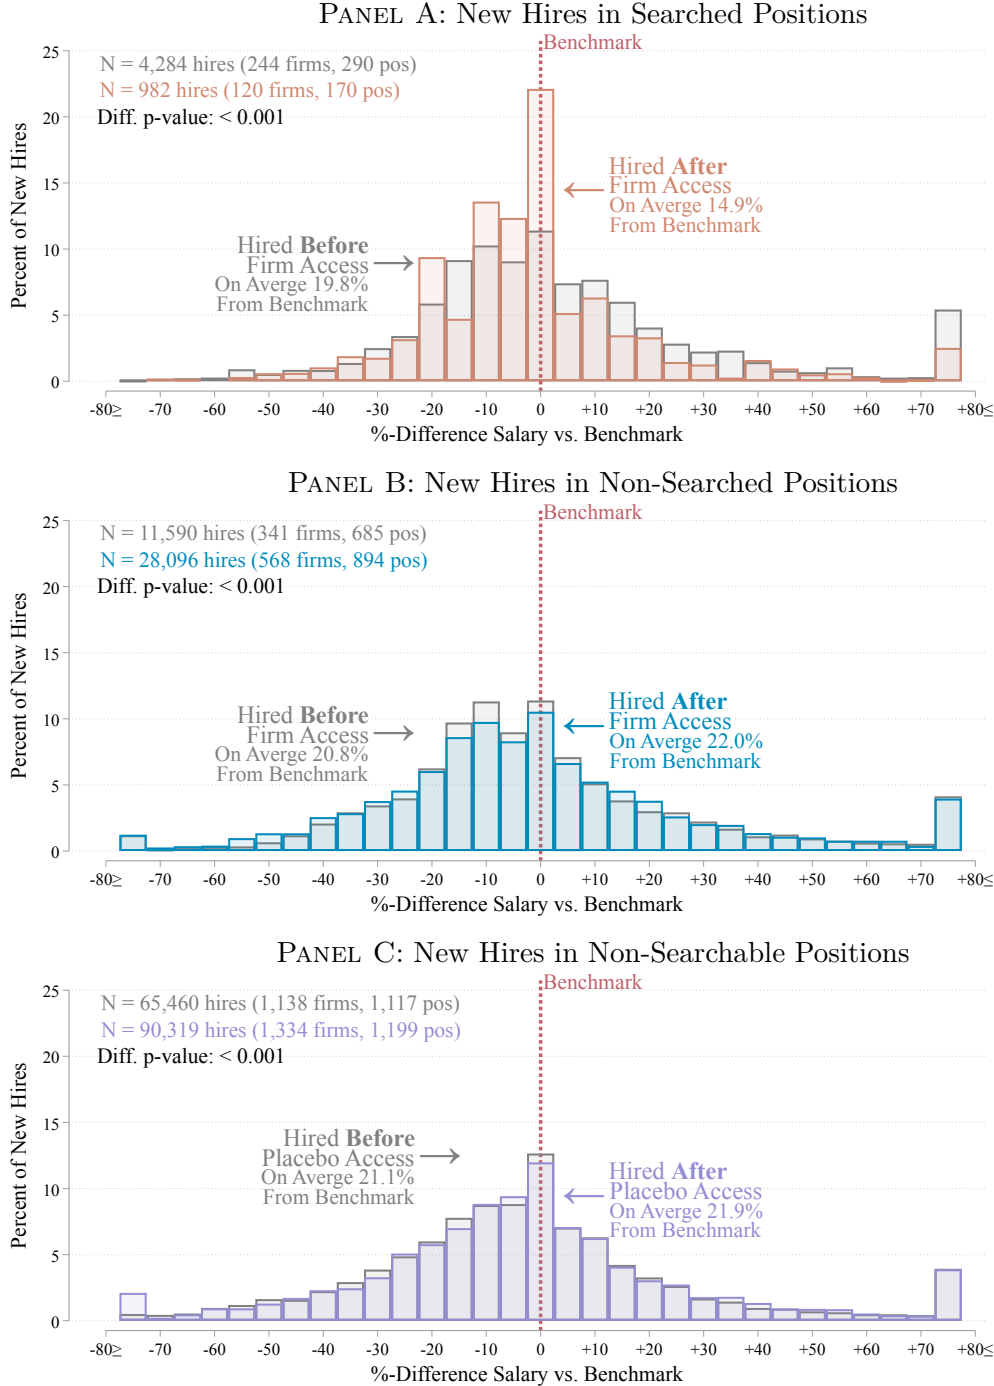 PANEL A: New Hires in Searched Positions
Benchmark
N = 4,284 hires (244 firms, 290 pos)
N = 982 hires (120 firms, 170 pos)
Diff. p-value: < 0.001
Percent of New Hires
25
20
15
10
5
0
Hired Before
Firm Access
On Averge 19.8%
From Benchmark
Hired After
Firm Access
On Averge 14.9%
From Benchmark
-80≥ -70 -60 -50 -40 -30 -20 -10 0 +10 +20 +30 +40 +50 +60 +70 +80≤
%-Difference Salary vs. Benchmark
PANEL B: New Hires in Non-Searched Positions
Benchmark
N = 11,590 hires (341 firms, 685 pos)
N = 28,096 hires (568 firms, 894 pos)
Diff. p-value: < 0.001
Percent of New Hires
25
20
15
10
5
0
Hired Before
Firm Access
On Averge 20.8%
From Benchmark
Hired After
Firm Access
On Averge 22.0%
From Benchmark
-80≥ -70 -60 -50 -40 -30 -20 -10 0 +10 +20 +30 +40 +50 +60 +70 +80≤
%-Difference Salary vs. Benchmark
PANEL C: New Hires in Non-Searchable Positions
Benchmark
N = 65,460 hires (1,138 firms, 1,117 pos)
N = 90,319 hires (1,334 firms, 1,199 pos)
Diff. p-value: < 0.001
Percent of New Hires
25
20
15
10
5
0
Hired Before
Placebo Access
On Averge 21.1%
From Benchmark
Hired After
Placebo Access
On Averge 21.9%
From Benchmark
-80≥ -70 -60 -50 -40 -30 -20 -10 0 +10 +20 +30 +40 +50 +60 +70 +80≤
%-Difference Salary vs. Benchmark